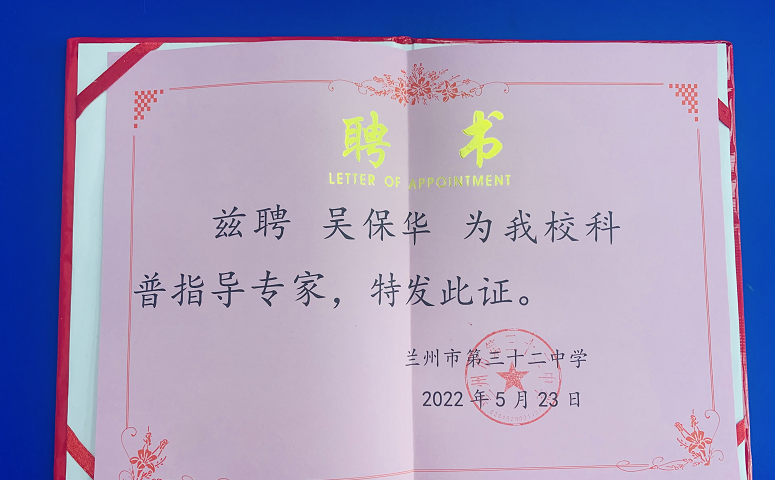 聘 书
LETTER OF APPOINTMENT
兹聘 吴保华 为我校科
普指导专家，特发此证。
兰州市第三十二中学
2022 年 5 月 23 日